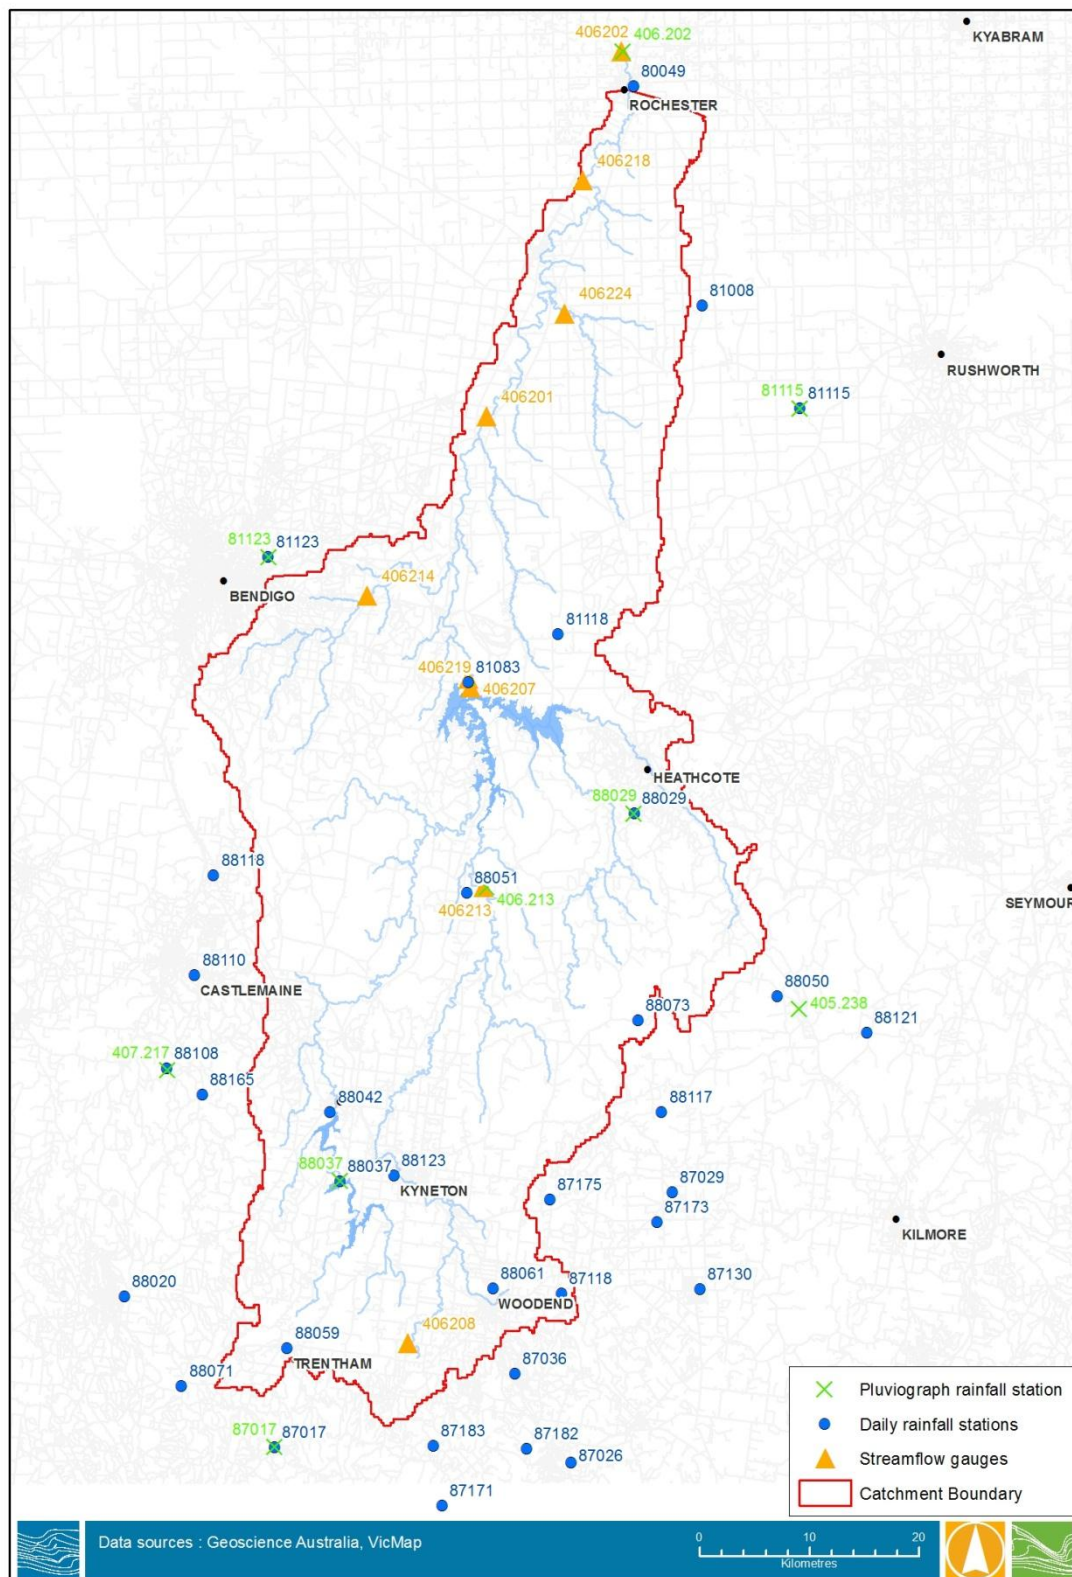 KYABRAM
406202 406.202
80049
ROCHESTER
406218
406224
81008
RUSHWORTH
81115 81115
406201
81123 81123
BENDIGO
406214
81118
406219 81083
406207
HEATHCOTE
88029 88029
88118
88051
406213 406.213
SEYMOUR
88110
CASTLEMAINE
88050
405.238
88121
88073
407.217 88108
88165
88042
88117
88037 88037
88123
KYNETON
87175
87029
87173
KILMORE
88020
88061
WOODEND
87118
87130
88059
TRENTHAM
406208
88071
87036
87017 87017
87183
87182
87026
87171
Pluviograph rainfall station
Daily rainfall stations
Streamflow gauges
Catchment Boundary
Data sources : Geoscience Australia, VicMap
0 10 20
Kilometres